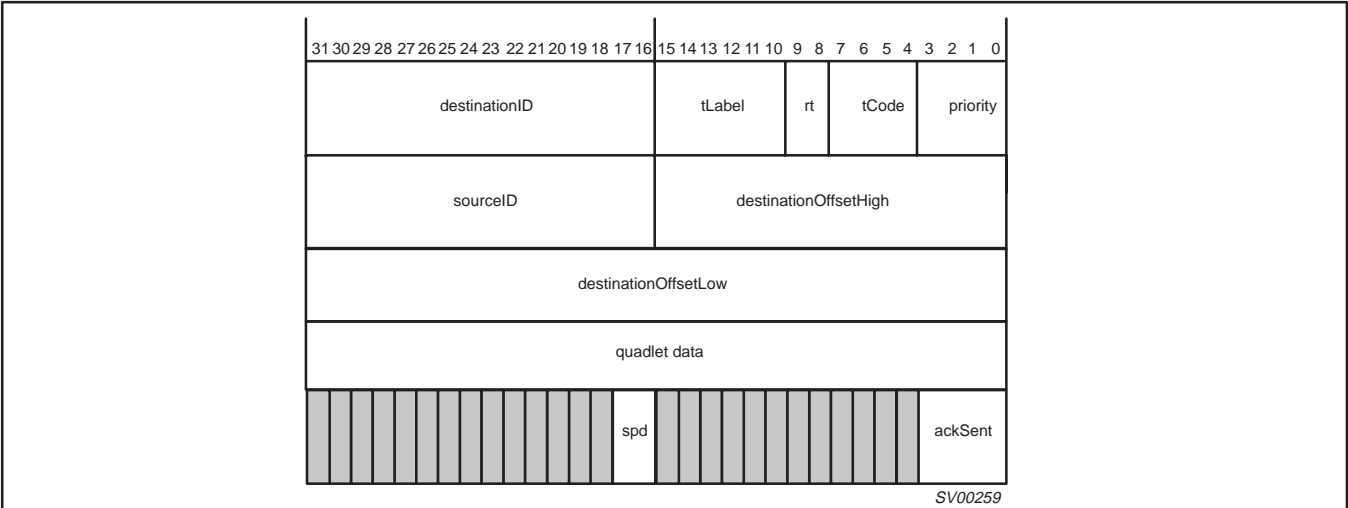 31 30 29 28 27 26 25 24 23 22 21 20 19 18 17 16 15 14 13 12 11 10 9 8 7 6 5 4 3 2 1 0
destinationID tLabel rt tCode priority
sourceID destinationOffsetHigh
destinationOffsetLow
quadlet data
spd ackSent
SV00259